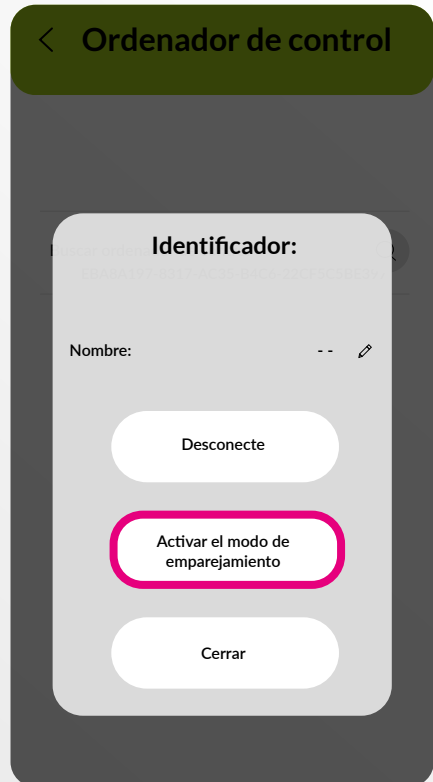 Ordenador de control
Identificador:
Nombre:
- -
Desconecte
Activar el modo de
emparejamiento
Cerrar